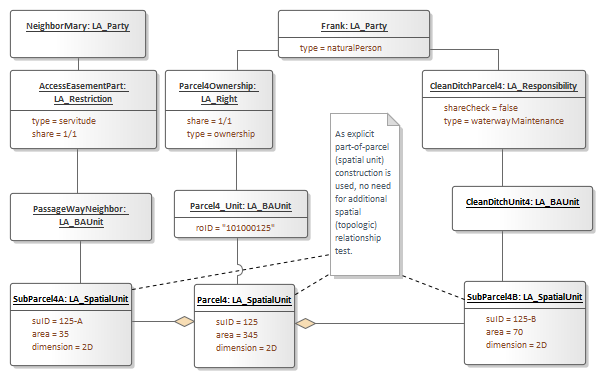 NeighborMary: LA_Party
Frank: LA_Party
type = naturalPerson
AccessEasementPart:
LA_Restriction
type = servitude
share = 1/1
Parcel4Ownership:
LA_Right
share = 1/1
type = ownership
CleanDitchParcel4: LA_Responsibility
shareCheck = false
type = waterwayMaintenance
As explicit
part-of-parcel
(spatial unit)
construction is
used, no need
for additional
spatial
(topologic)
relationship
test.
PassageWayNeighbor:
LA_BAUnit
Parcel4_Unit: LA_BAUnit
roID = "101000125"
CleanDitchUnit4: LA_BAUnit
SubParcel4A: LA_SpatialUnit
suID = 125-A
area = 35
dimension = 2D
Parcel4: LA_SpatialUnit
suID = 125
area = 345
dimension = 2D
SubParcel4B: LA_SpatialUnit
suID = 125-B
area = 70
dimension = 2D